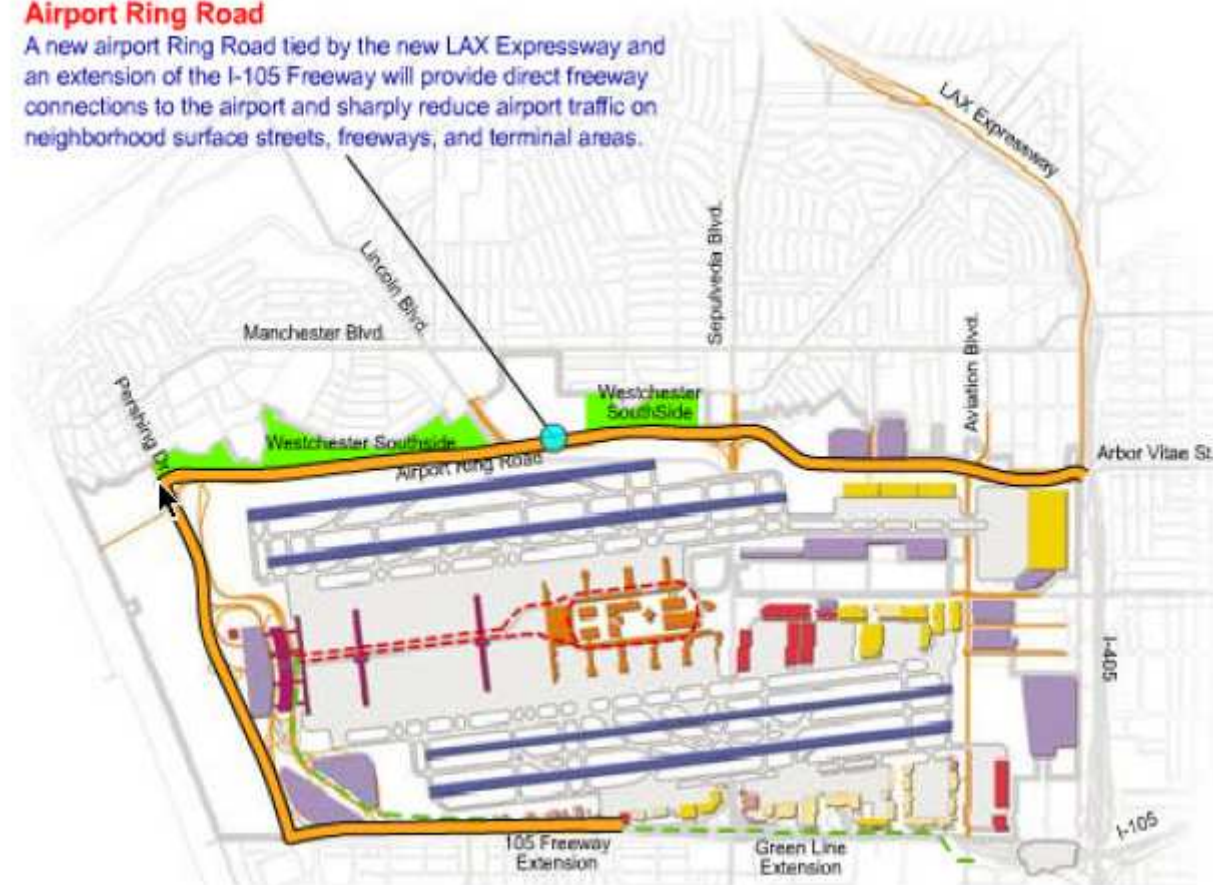 Airport Ring Road
A new airport Ring Road tied by the new LAX Expressway and
an extension of the I-105 Freeway will provide direct freeway
connections to the airport and sharply reduce airport traffic on
neighborhood surface streets, freeways, and terminal areas.
LAX Expressway
Lincoln Blvd.
Sepulveda Blvd.
Manchester Blvd.
Aviation Blvd.
Pershing Dr.
Westchester
SouthSide
Westchester Southside
Airport Ring Road
Arbor Vitae St.
I-405
I-105
105 Freeway
Extension
Green Line
Extension